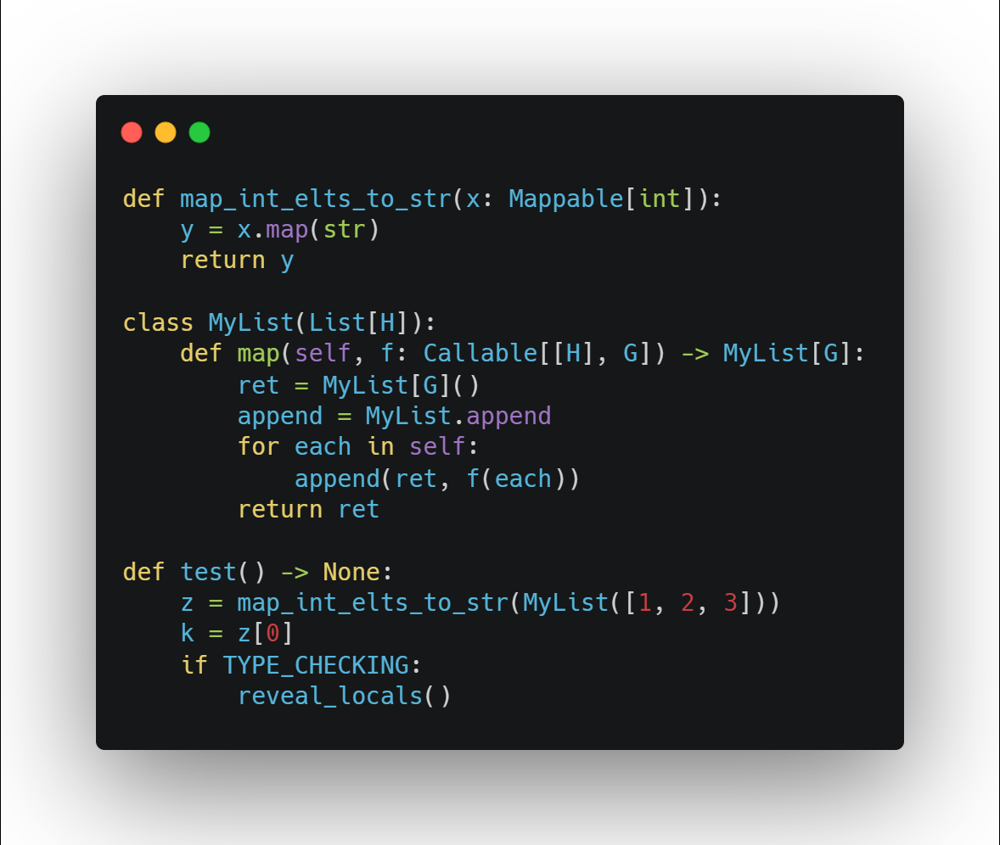 def map_int_elts_to_str(x: Mappable[int]):
    y = x.map(str)
    return y

class MyList(List[H]):
    def map(self, f: Callable[[H], G]) -> MyList[G]:
        ret = MyList[G]()
        append = MyList.append
        for each in self:
            append(ret, f(each))
        return ret

def test() -> None:
    z = map_int_elts_to_str(MyList([1, 2, 3]))
    k = z[0]
    if TYPE_CHECKING:
        reveal_locals()